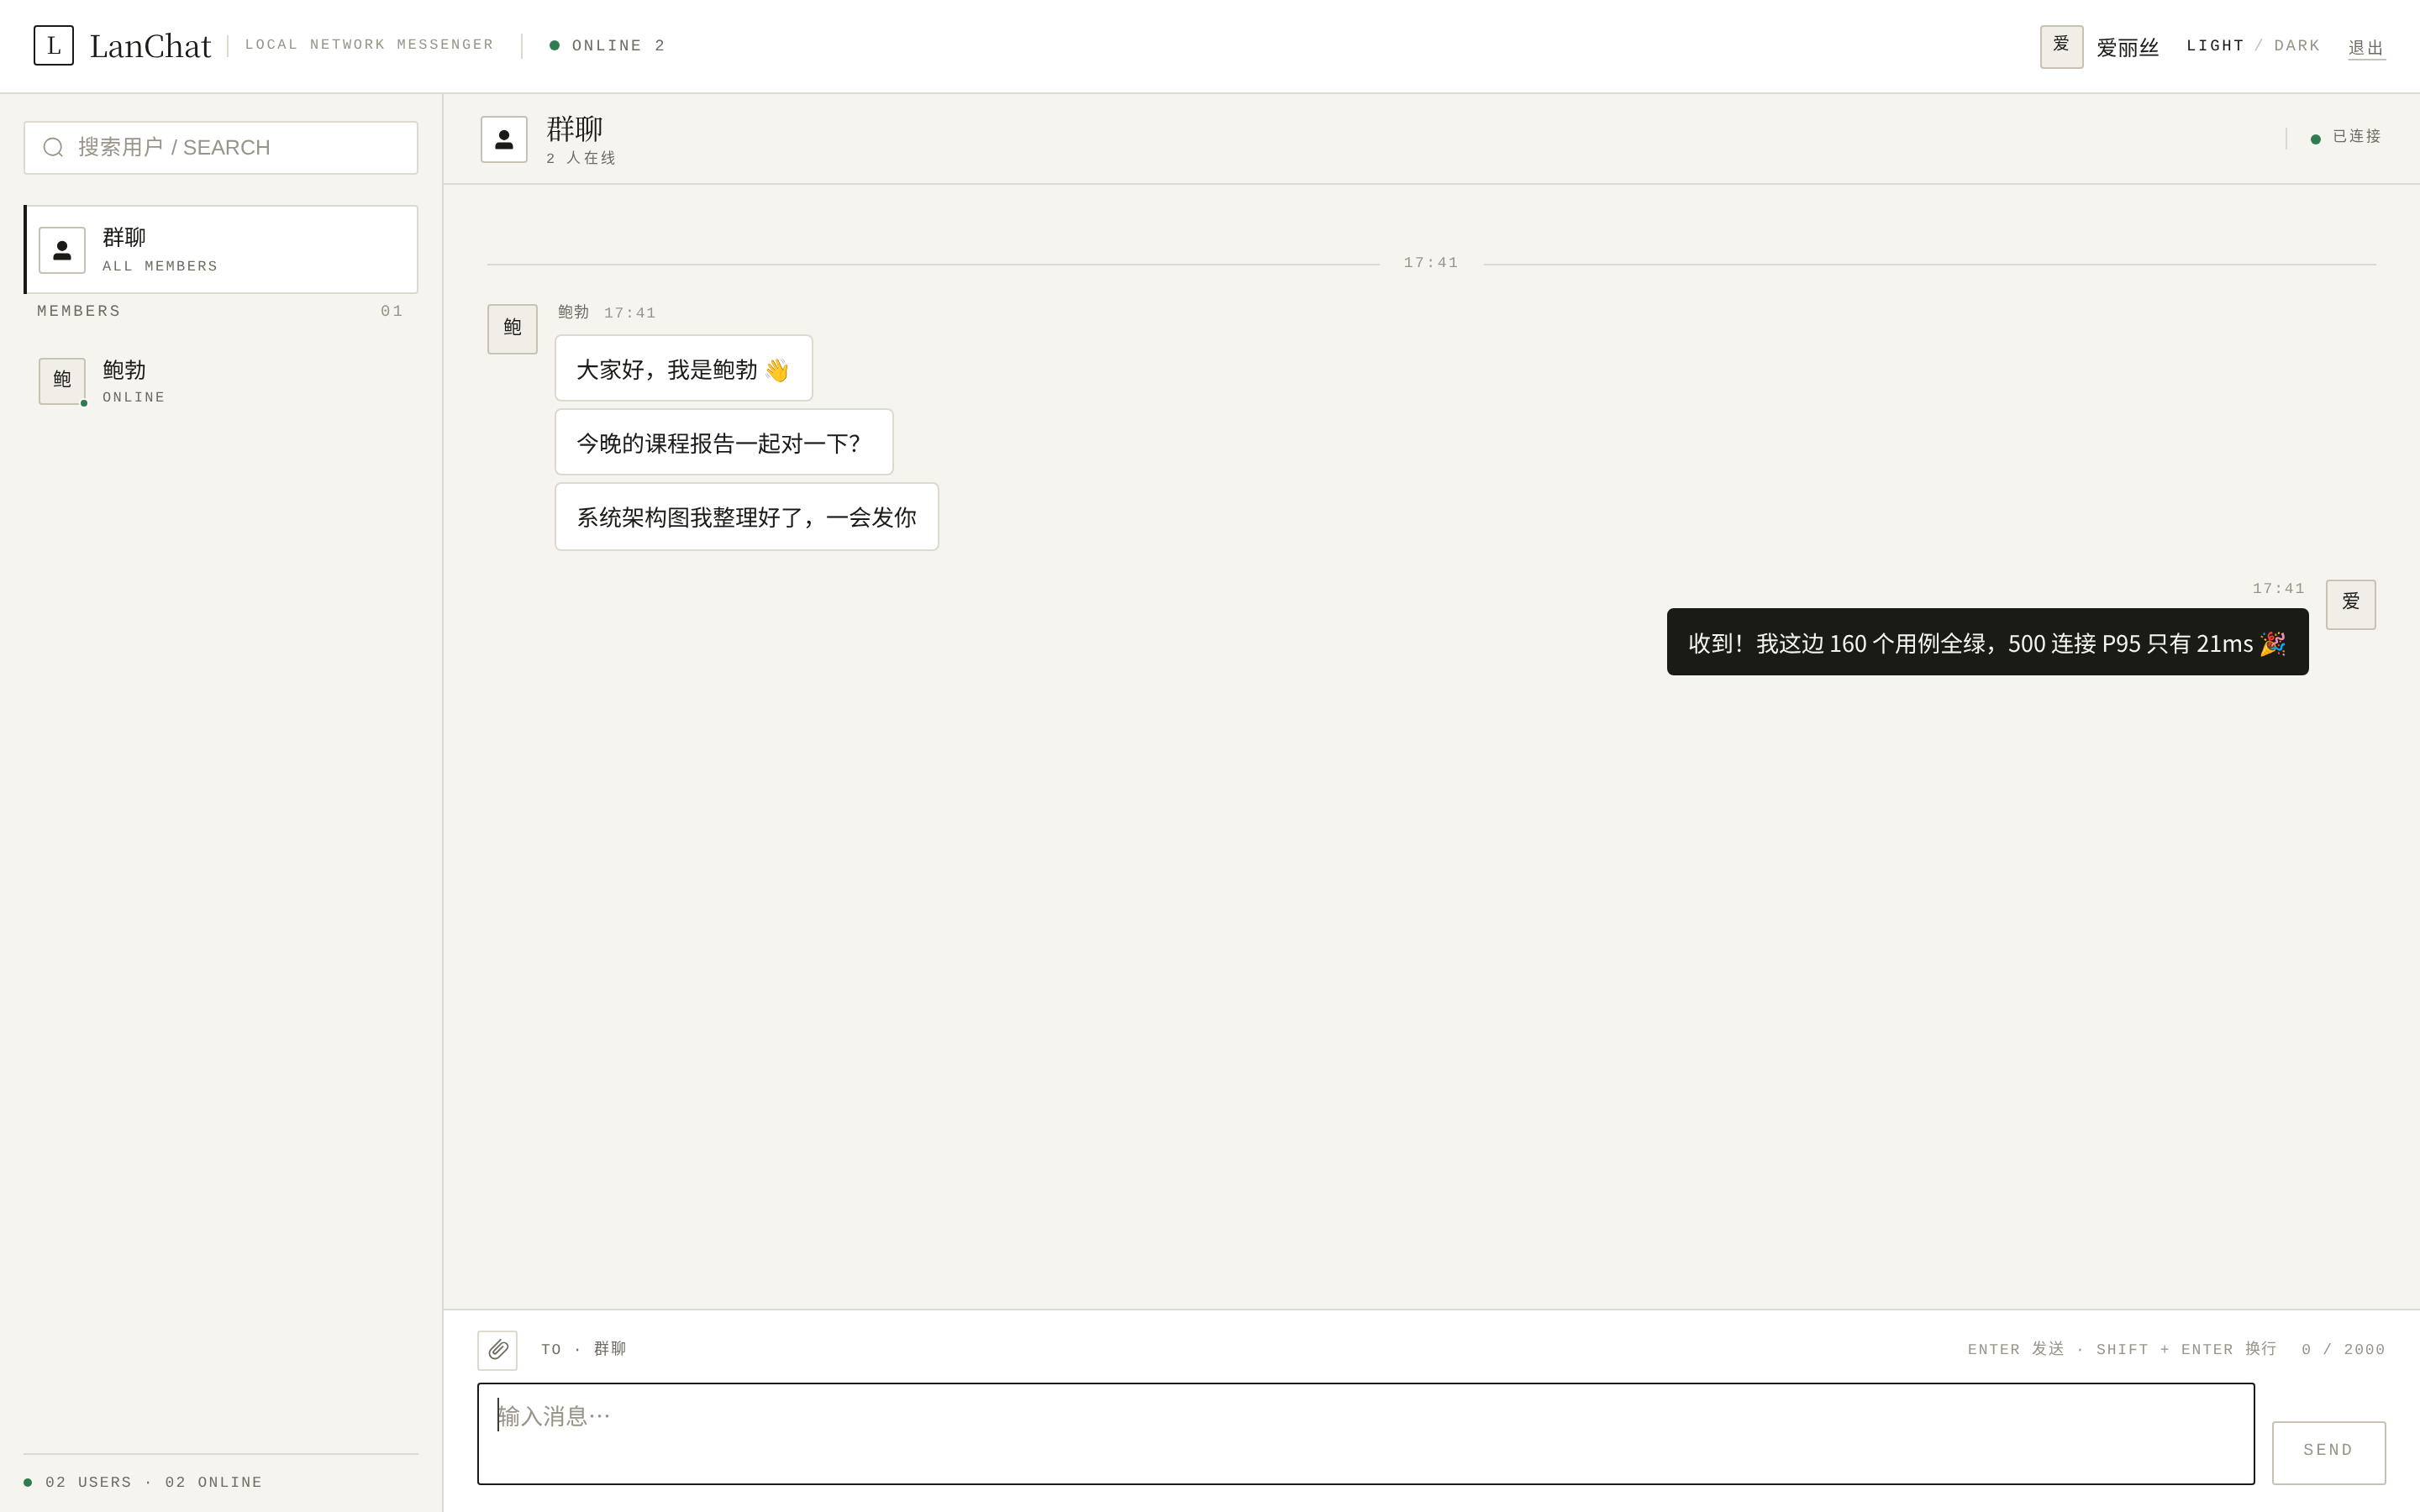 L LanChat LOCAL NETWORK MESSENGER ONLINE 2
爱 爱丽丝 LIGHT / DARK 退出
搜索用户 / SEARCH
群聊
ALL MEMBERS
MEMBERS 01
鲍 鲍勃
ONLINE
02 USERS · 02 ONLINE
群聊
2 人在线
已连接
17:41
鲍 鲍勃 17:41
大家好，我是鲍勃 👋
今晚的课程报告一起对一下？
系统架构图我整理好了，一会发你
17:41 爱
收到！我这边 160 个用例全绿，500 连接 P95 只有 21ms 🎉
TO · 群聊
ENTER 发送 · SHIFT + ENTER 换行 0 / 2000
输入消息…
SEND